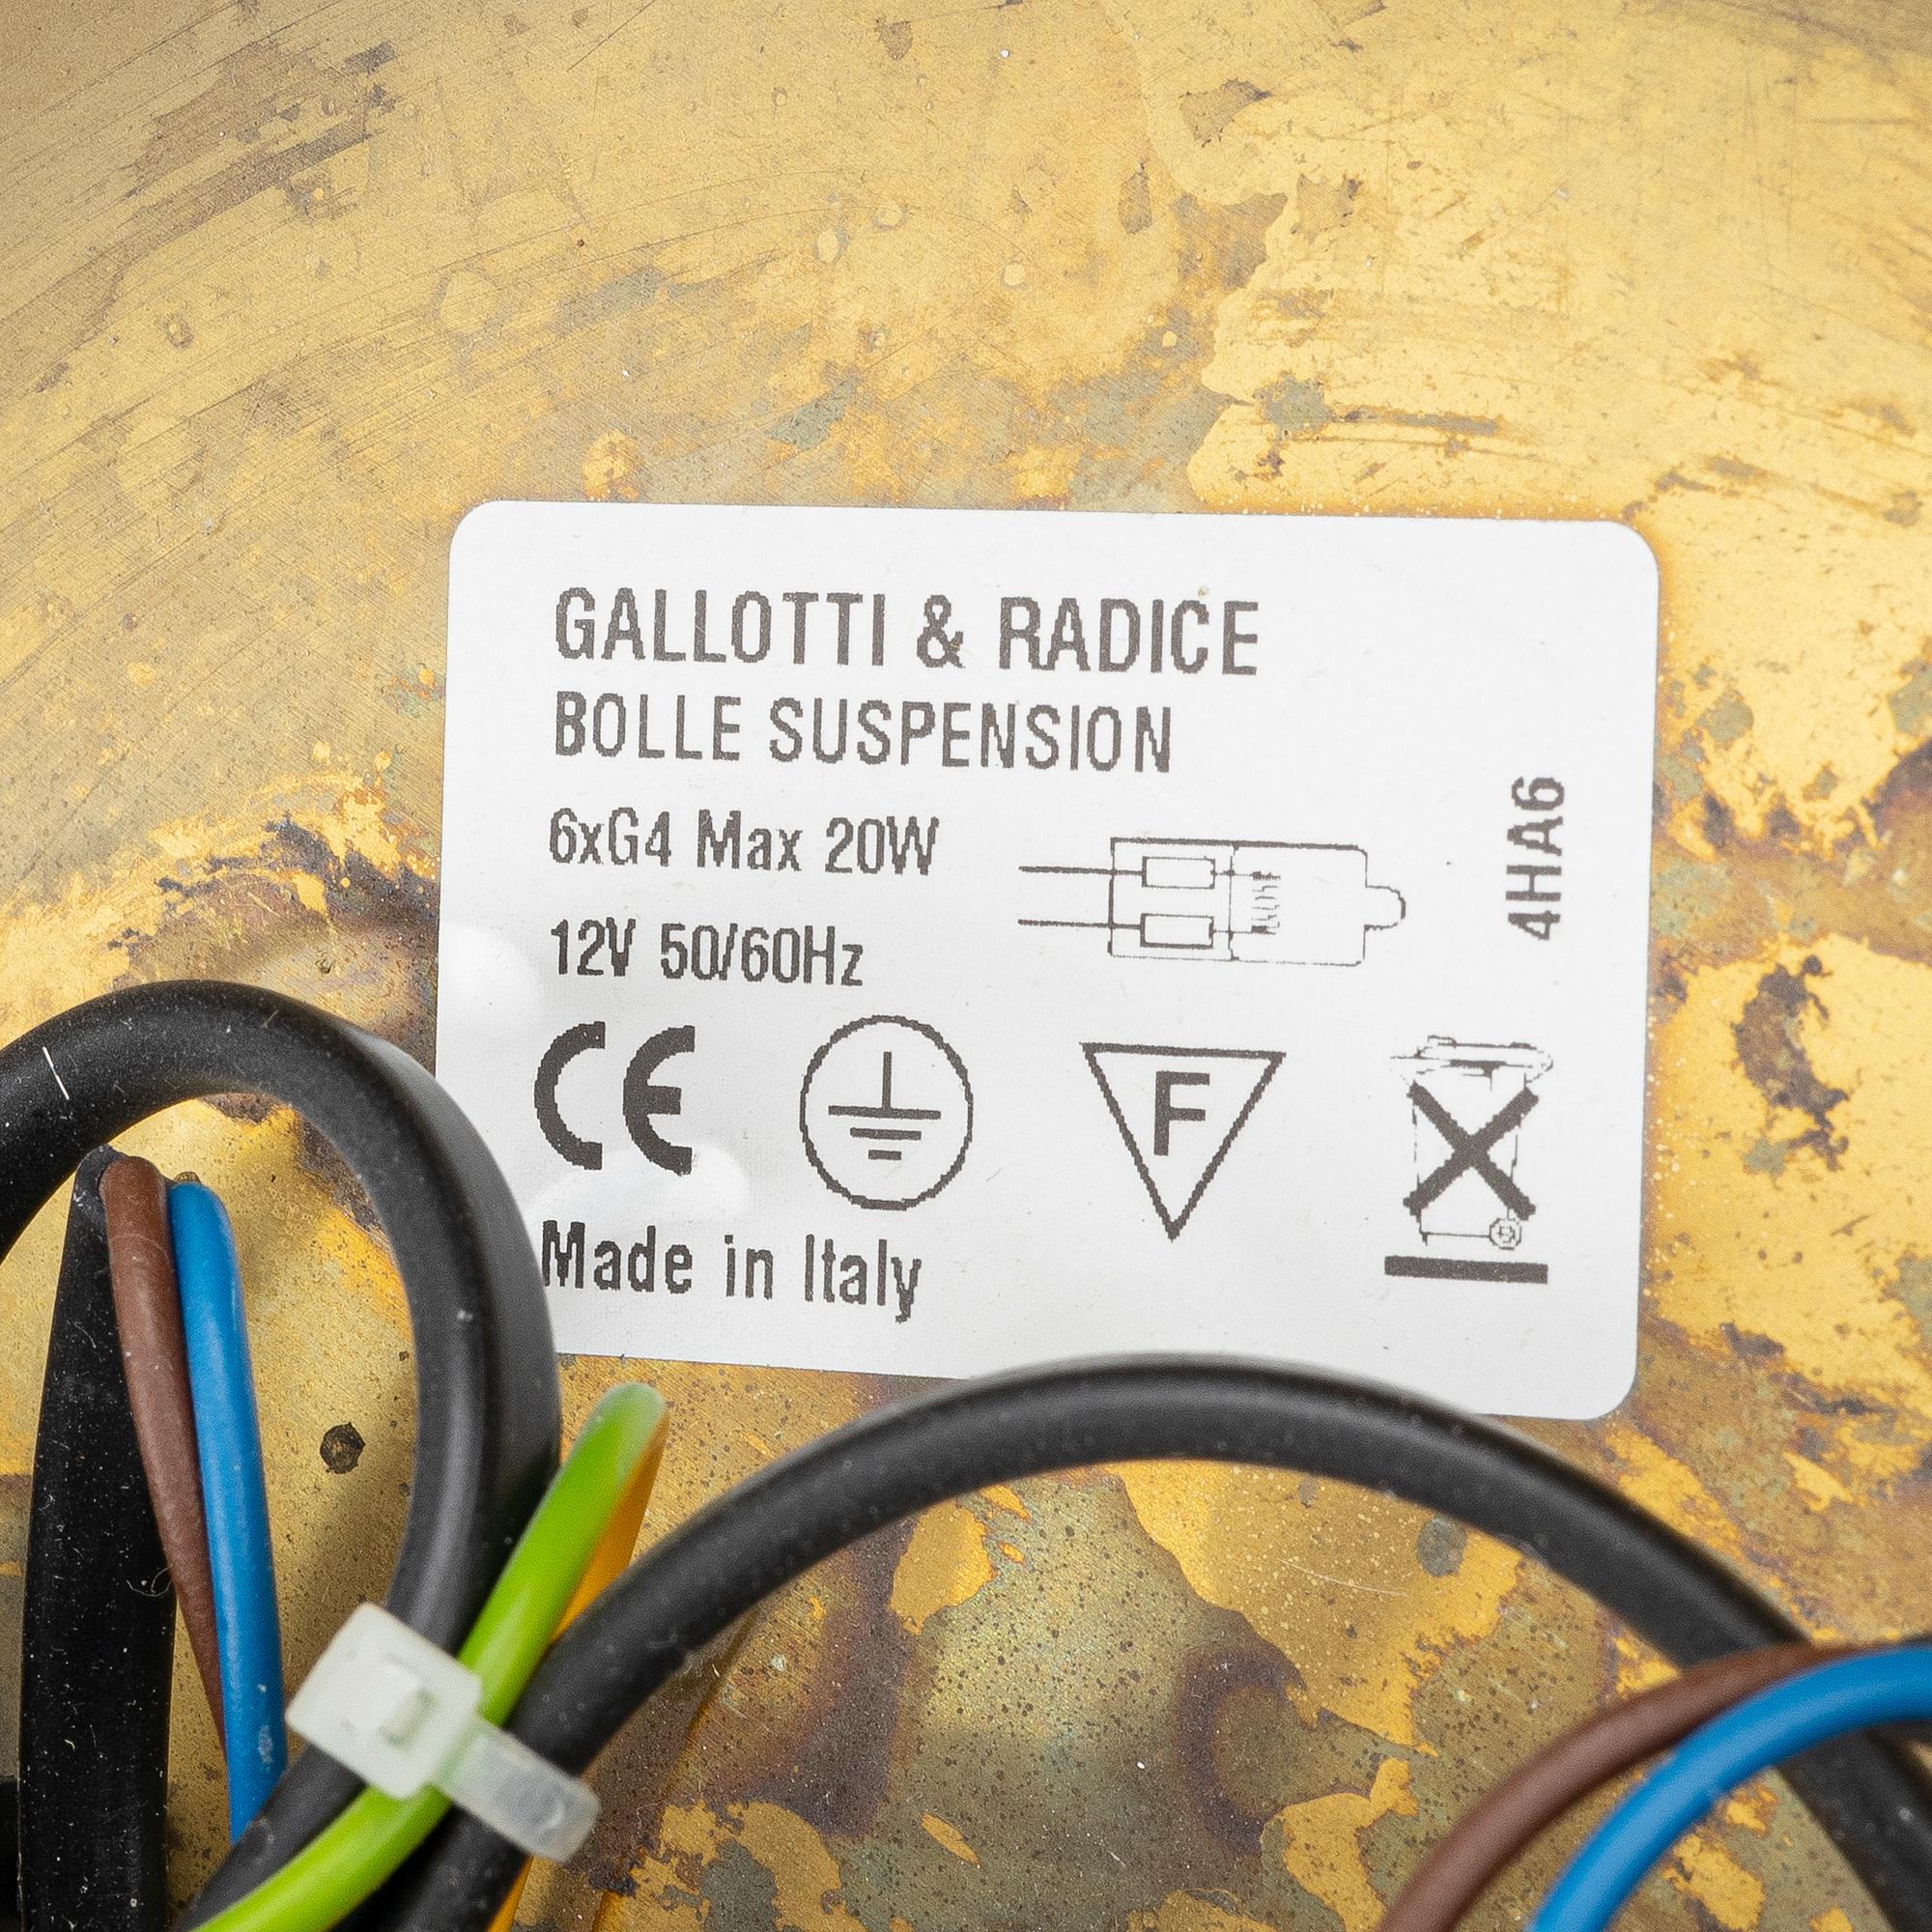 GALLOTTI & RADICE
BOLLE SUSPENSION
6xG4 Max 20W
12V 50/60Hz
4HA6
CE
F
Made in Italy